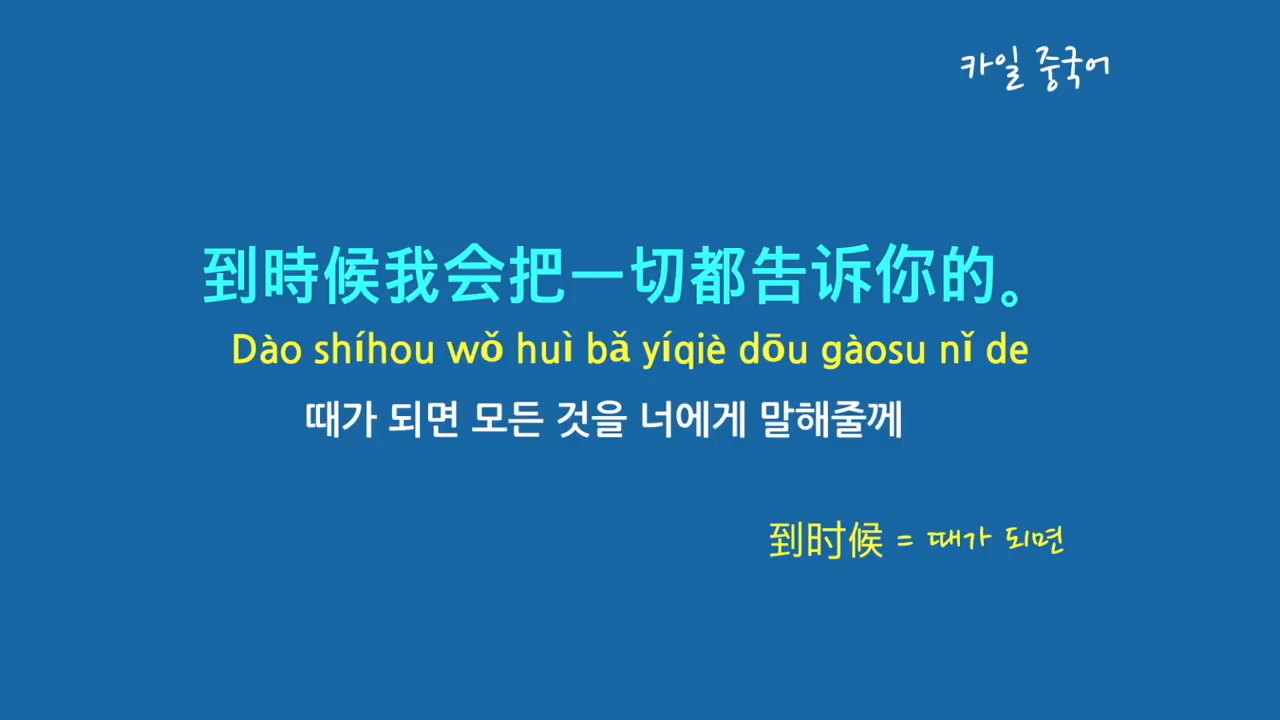 카일 중국어
到時候我会把一切都告诉你的。
Dào shíhou wǒ huì bǎ yíqiè dōu gàosu nǐ de
때가 되면 모든 것을 너에게 말해줄께
到时候 = 때가 되면